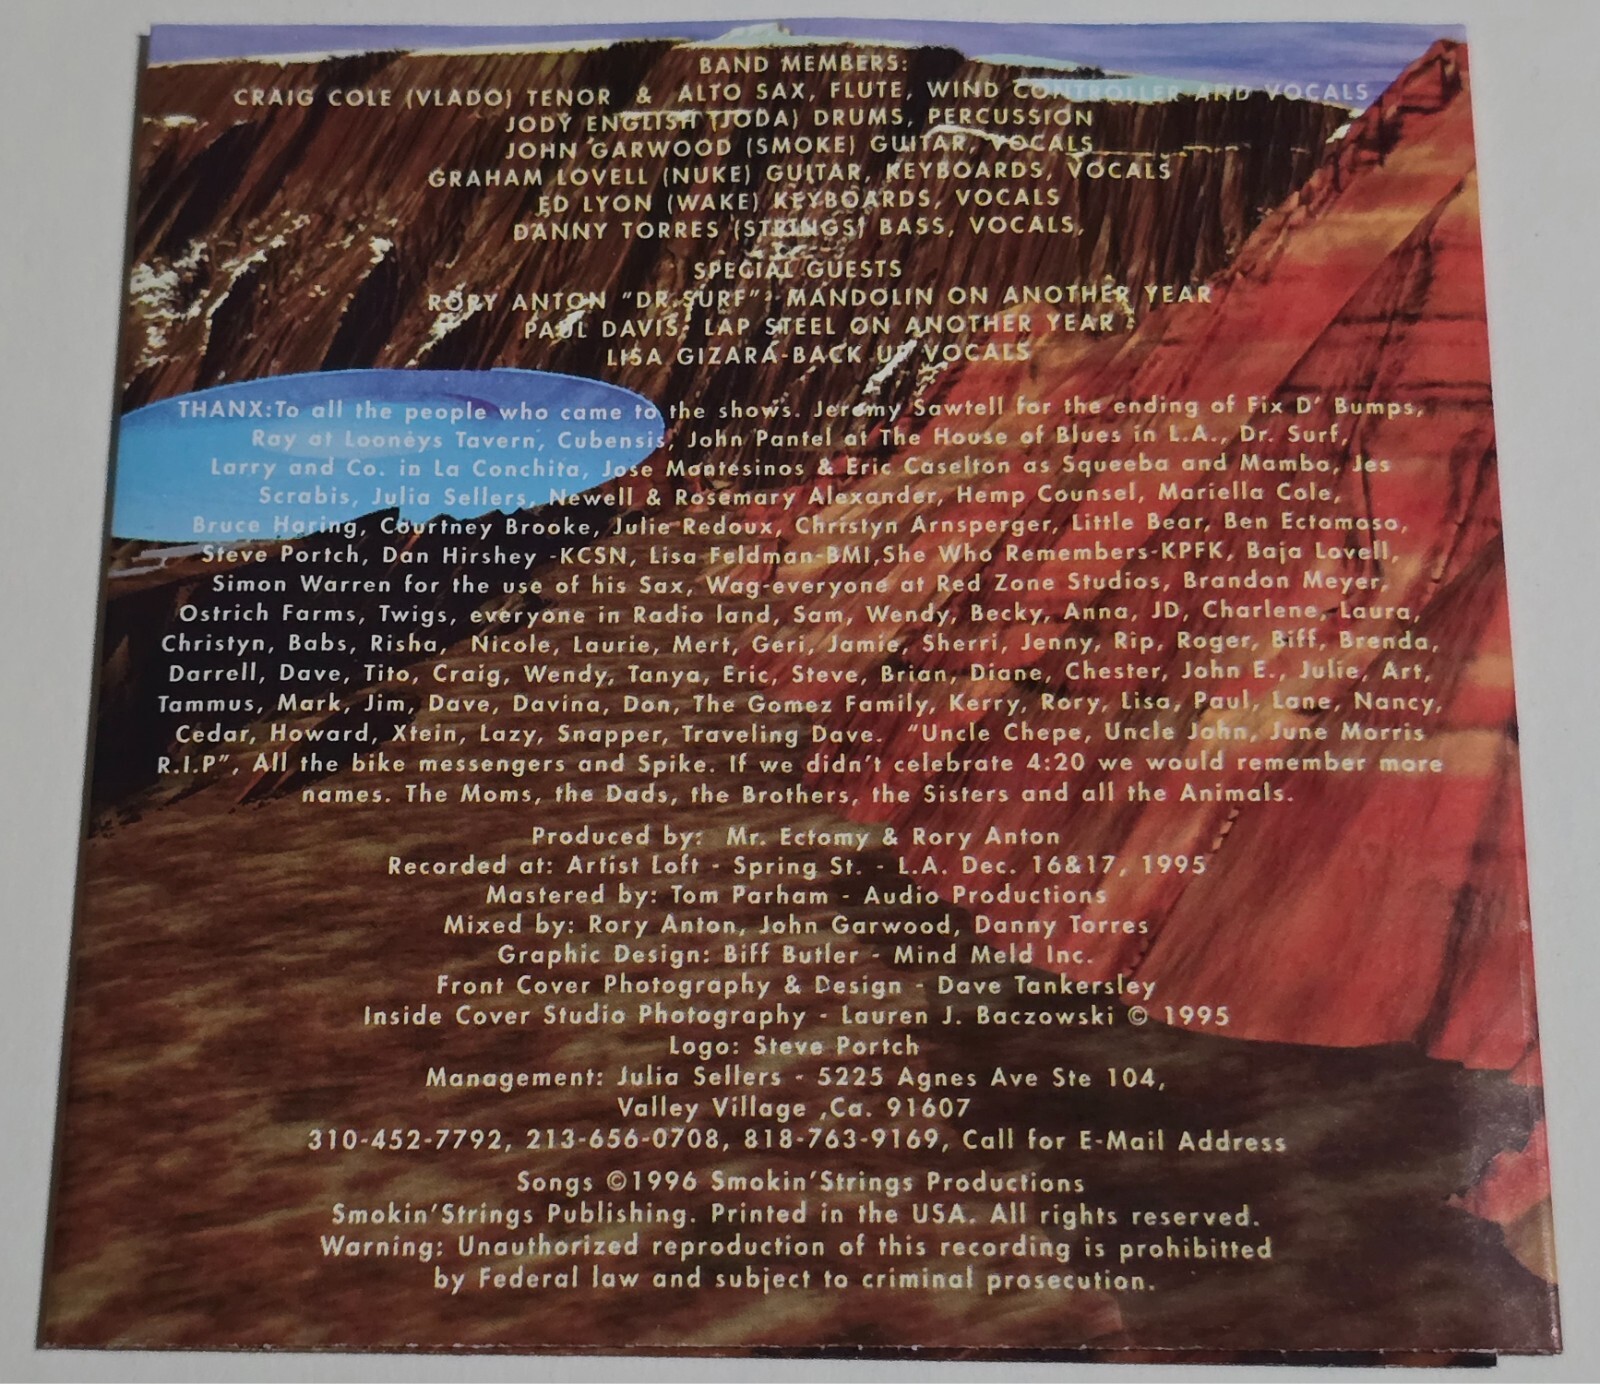 BAND MEMBERS:
CRAIG COLE (VLADO) TENOR & ALTO SAX, FLUTE, WIND CONTROLLER AND VOCALS
JODY ENGLISH (JODA) DRUMS, PERCUSSION
JOHN GARWOOD (SMOKE) GUITAR, VOCALS
GRAHAM LOVELL (NUKE) GUITAR, KEYBOARDS, VOCALS
ED LYON (WAKE) KEYBOARDS, VOCALS
DANNY TORRES (STRINGS) BASS, VOCALS,
SPECIAL GUESTS
RORY ANTON "DR.SURF": MANDOLIN ON ANOTHER YEAR
PAUL DAVIS: LAP STEEL ON ANOTHER YEAR
LISA GIZARA-BACK UP VOCALS
THANX:To all the people who came to the shows. Jeremy Sawtell for the ending of Fix D' Bumps,
Ray at Looneys Tavern, Cubensis, John Pantel at The House of Blues in L.A., Dr. Surf,
Larry and Co. in La Conchita, Jose Montesinos & Eric Caselton as Squeeba and Mamba, Jes
Scrabis, Julia Sellers, Newell & Rosemary Alexander, Hemp Counsel, Mariella Cole,
Bruce Haring, Courtney Brooke, Julie Redoux, Christyn Arnsperger, Little Bear, Ben Ectomoso,
Steve Portch, Dan Hirshey -KCSN, Lisa Feldman-BMI,She Who Remembers-KPFK, Baja Lovell,
Simon Warren for the use of his Sax, Wag-everyone at Red Zone Studios, Brandon Meyer,
Ostrich Farms, Twigs, everyone in Radio land, Sam, Wendy, Becky, Anna, JD, Charlene, Laura,
Christyn, Babs, Risha, Nicole, Laurie, Mert, Geri, Jamie, Sherri, Jenny, Rip, Roger, Biff, Brenda,
Darrell, Dave, Tito, Craig, Wendy, Tanya, Eric, Steve, Brian, Diane, Chester, John E., Julie, Art,
Tammus, Mark, Jim, Dave, Davina, Don, The Gomez Family, Kerry, Rory, Lisa, Paul, Lane, Nancy,
Cedar, Howard, Xtein, Lazy, Snapper, Traveling Dave. "Uncle Chepe, Uncle John, June Morris
R.I.P", All the bike messengers and Spike. If we didn't celebrate 4:20 we would remember more
names. The Moms, the Dads, the Brothers, the Sisters and all the Animals.
Produced by: Mr. Ectomy & Rory Anton
Recorded at: Artist Loft - Spring St. - L.A. Dec. 16&17, 1995
Mastered by: Tom Parham - Audio Productions
Mixed by: Rory Anton, John Garwood, Danny Torres
Graphic Design: Biff Butler - Mind Meld Inc.
Front Cover Photography & Design - Dave Tankersley
Inside Cover Studio Photography - Lauren J. Baczowski © 1995
Logo: Steve Portch
Management: Julia Sellers - 5225 Agnes Ave Ste 104,
Valley Village ,Ca. 91607
310-452-7792, 213-656-0708, 818-763-9169, Call for E-Mail Address
Songs ©1996 Smokin'Strings Productions
Smokin'Strings Publishing. Printed in the USA. All rights reserved.
Warning: Unauthorized reproduction of this recording is prohibitted
by Federal law and subject to criminal prosecution.